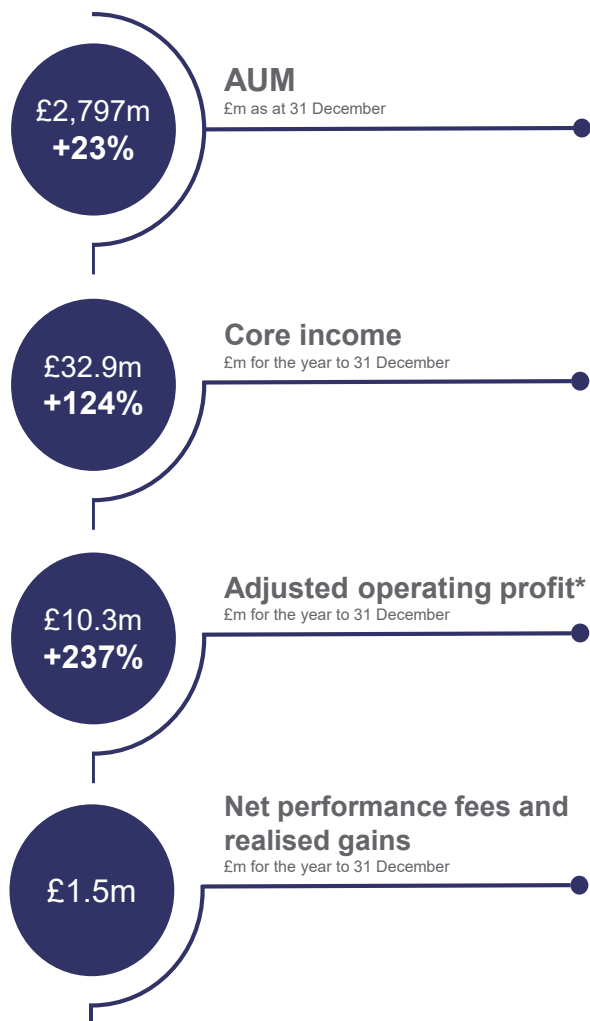 £2,797m
+23%
AUM
£m as at 31 December
£32.9m
+124%
Core income
£m for the year to 31 December
£10.3m
+237%
Adjusted operating profit*
£m for the year to 31 December
£1.5m
Net performance fees and
realised gains
£m for the year to 31 December